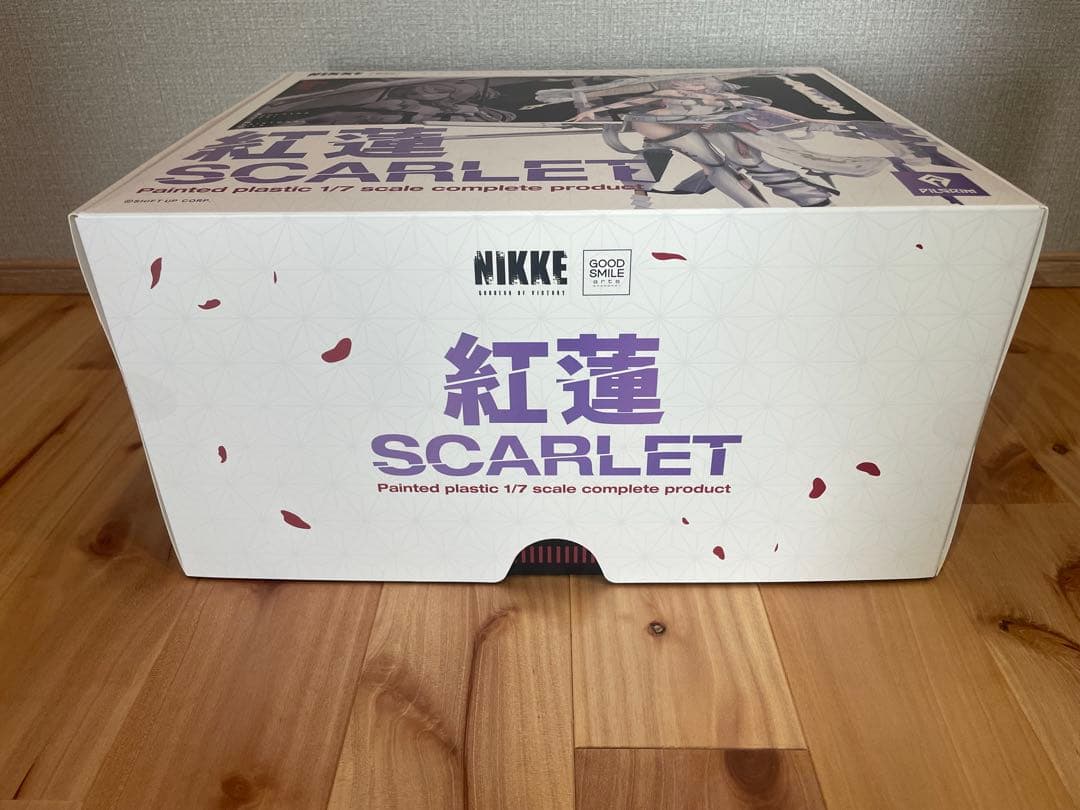 NIKKE
紅蓮
SCARLET
Painted plastic 1/7 scale complete product
©SHIFT UP CORP.
PILGRIM
NIKKE
GODDESS OF VICTORY
GOOD
SMILE
arts
紅蓮
SCARLET
Painted plastic 1/7 scale complete product